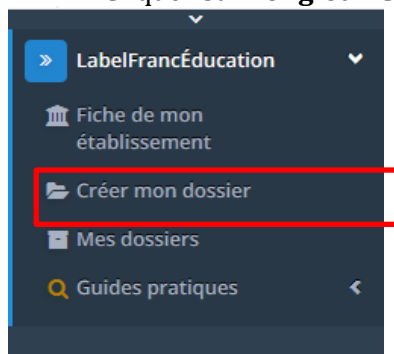 LabelFrancÉducation
Fiche de mon
établissement
Créer mon dossier
Mes dossiers
Guides pratiques